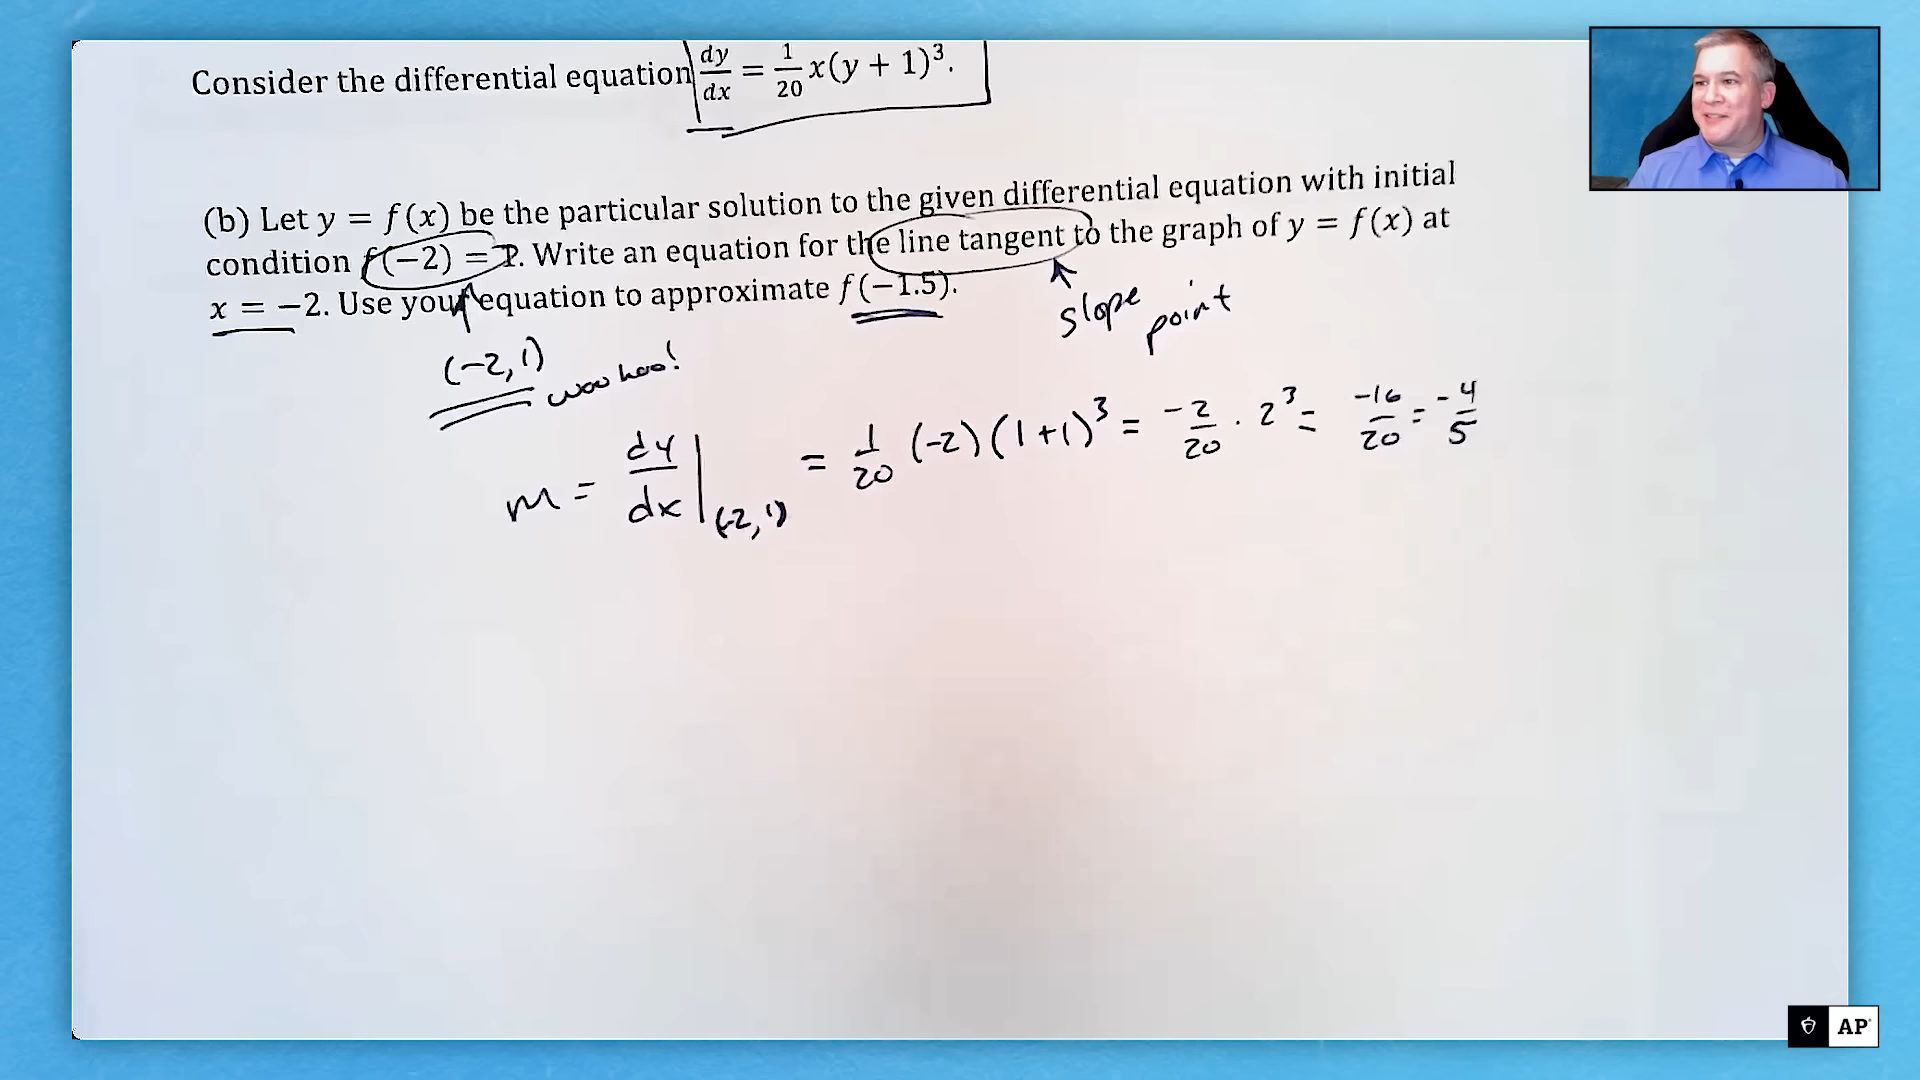 Consider the differential equation dy/dx = 1/20 x(y + 1)³.
(b) Let y = f(x) be the particular solution to the given differential equation with initial
condition f(−2) = 1. Write an equation for the line tangent to the graph of y = f(x) at
x = −2. Use your equation to approximate f(−1.5).
slope point
(-2, 1) woo hoo!
m = dy/dx |(-2, 1) = 1/20 (-2)(1+1)³ = -2/20 · 2³ = -16/20 = -4/5
AP